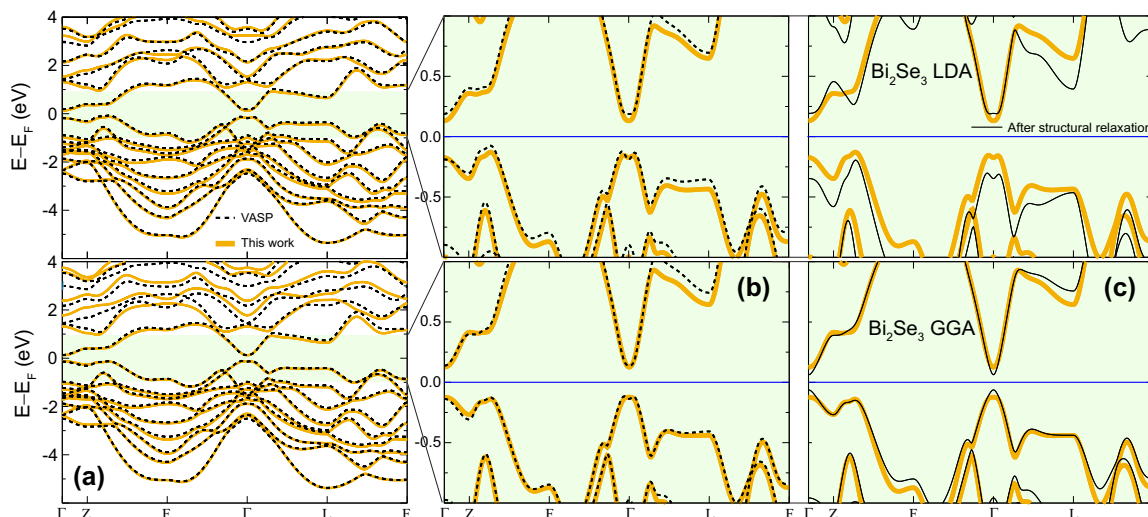 4
2
0
-2
-4
E−E_F (eV)
VASP
This work
0.5
0.0
-0.5
Bi₂Se₃ LDA
After structural relaxation
4
2
0
-2
-4
E−E_F (eV)
(a)
Γ Z F Γ L F
0.5
0.0
-0.5
(b)
Γ Z F Γ L F
Bi₂Se₃ GGA
(c)
Γ Z F Γ L